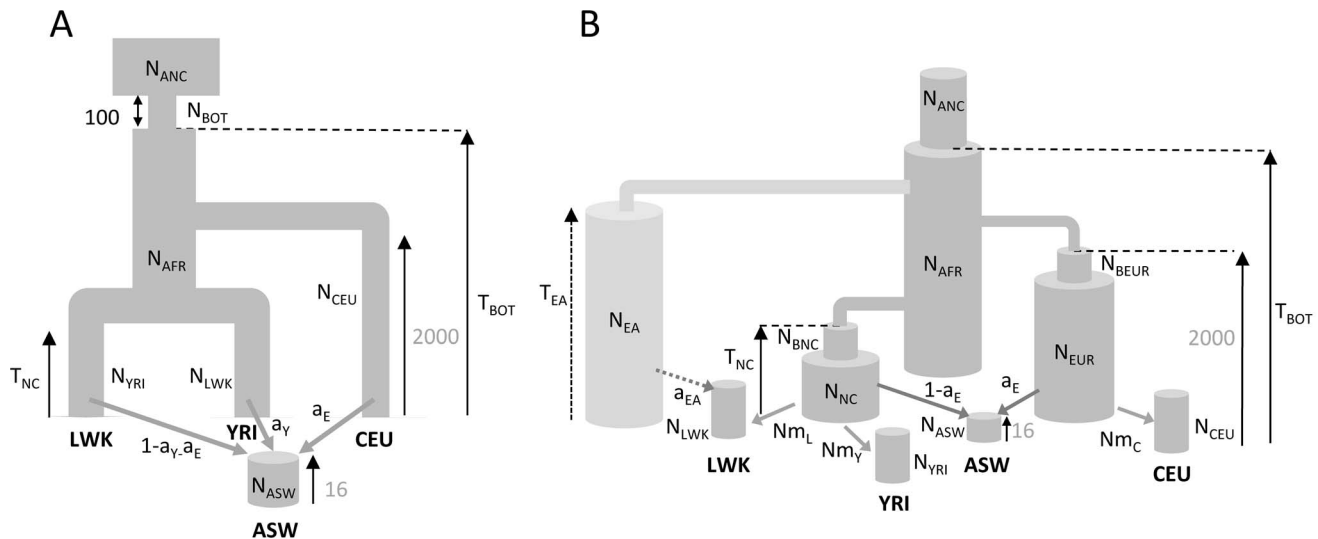 A
N_ANC
100
N_BOT
N_AFR
N_CEU
T_BOT
2000
T_NC
N_YRI
N_LWK
a_E
a_Y
LWK
YRI
CEU
1-a_Y-a_E
N_ASW
16
ASW
B
N_ANC
N_AFR
N_BEUR
T_EA
N_EA
T_BOT
2000
N_BNC
T_NC
N_EUR
N_NC
1-a_E
a_E
a_EA
N_LWK
Nm_L
N_ASW
16
Nm_C
N_CEU
LWK
Nm_Y
N_YRI
ASW
CEU
YRI